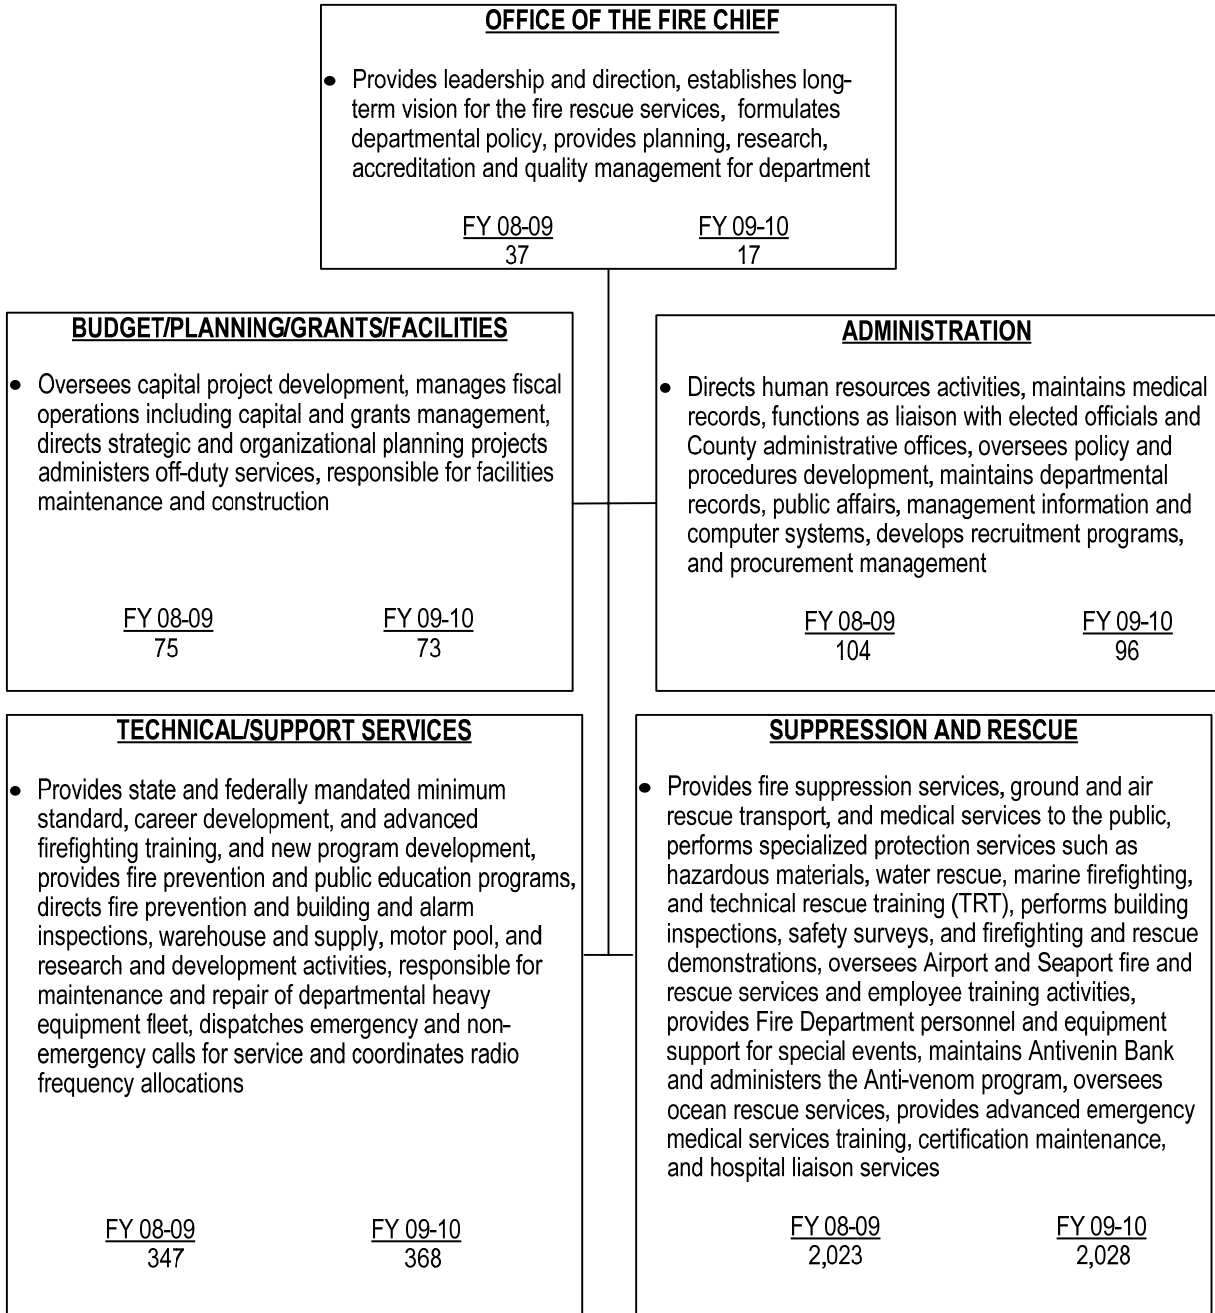 OFFICE OF THE FIRE CHIEF
• Provides leadership and direction, establishes long-
term vision for the fire rescue services, formulates
departmental policy, provides planning, research,
accreditation and quality management for department
FY 08-09 FY 09-10
37 17
BUDGET/PLANNING/GRANTS/FACILITIES
• Oversees capital project development, manages fiscal
operations including capital and grants management,
directs strategic and organizational planning projects
administers off-duty services, responsible for facilities
maintenance and construction
FY 08-09 FY 09-10
75 73
ADMINISTRATION
• Directs human resources activities, maintains medical
records, functions as liaison with elected officials and
County administrative offices, oversees policy and
procedures development, maintains departmental
records, public affairs, management information and
computer systems, develops recruitment programs,
and procurement management
FY 08-09 FY 09-10
104 96
TECHNICAL/SUPPORT SERVICES
• Provides state and federally mandated minimum
standard, career development, and advanced
firefighting training, and new program development,
provides fire prevention and public education programs,
directs fire prevention and building and alarm
inspections, warehouse and supply, motor pool, and
research and development activities, responsible for
maintenance and repair of departmental heavy
equipment fleet, dispatches emergency and non-
emergency calls for service and coordinates radio
frequency allocations
FY 08-09 FY 09-10
347 368
SUPPRESSION AND RESCUE
• Provides fire suppression services, ground and air
rescue transport, and medical services to the public,
performs specialized protection services such as
hazardous materials, water rescue, marine firefighting,
and technical rescue training (TRT), performs building
inspections, safety surveys, and firefighting and rescue
demonstrations, oversees Airport and Seaport fire and
rescue services and employee training activities,
provides Fire Department personnel and equipment
support for special events, maintains Antivenin Bank
and administers the Anti-venom program, oversees
ocean rescue services, provides advanced emergency
medical services training, certification maintenance,
and hospital liaison services
FY 08-09 FY 09-10
2,023 2,028